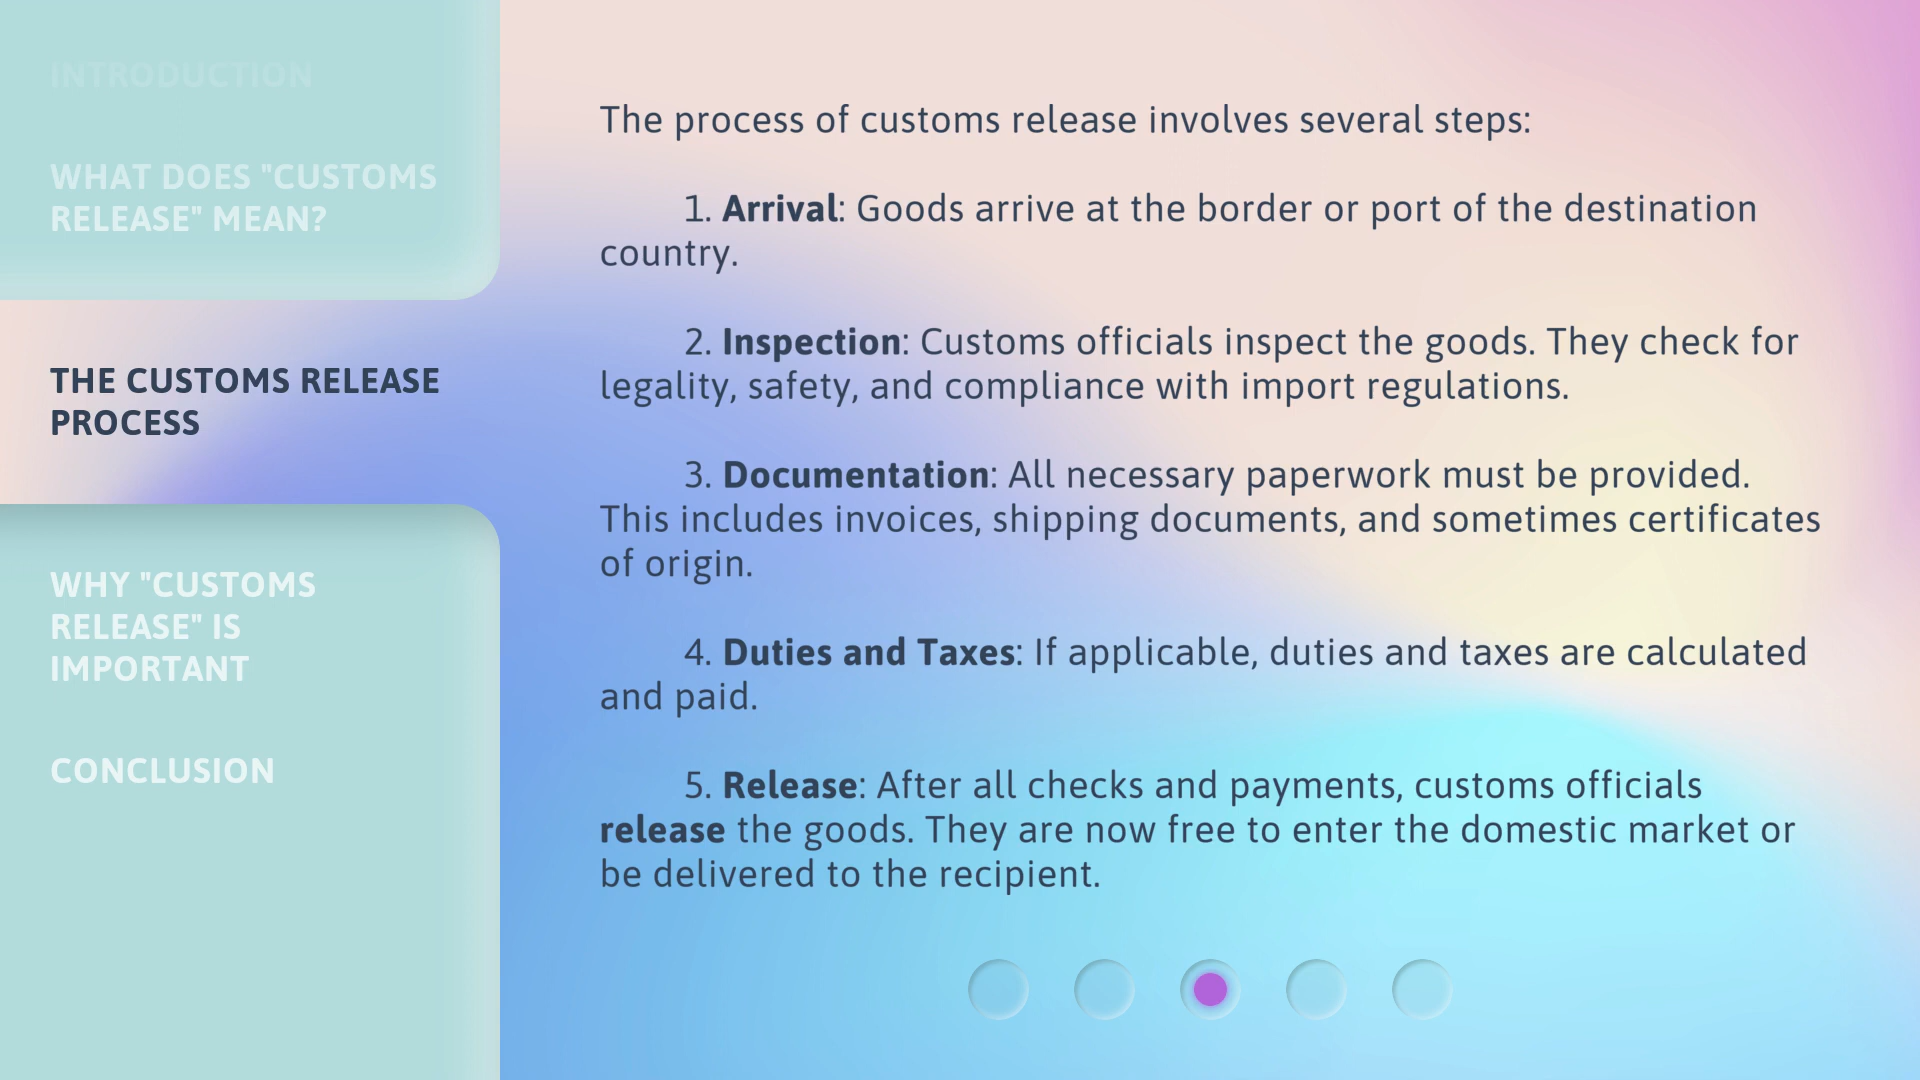 INTRODUCTION
WHAT DOES "CUSTOMS
RELEASE" MEAN?
THE CUSTOMS RELEASE
PROCESS
WHY "CUSTOMS
RELEASE" IS
IMPORTANT
CONCLUSION
The process of customs release involves several steps:
1. Arrival: Goods arrive at the border or port of the destination
country.
2. Inspection: Customs officials inspect the goods. They check for
legality, safety, and compliance with import regulations.
3. Documentation: All necessary paperwork must be provided.
This includes invoices, shipping documents, and sometimes certificates
of origin.
4. Duties and Taxes: If applicable, duties and taxes are calculated
and paid.
5. Release: After all checks and payments, customs officials
release the goods. They are now free to enter the domestic market or
be delivered to the recipient.